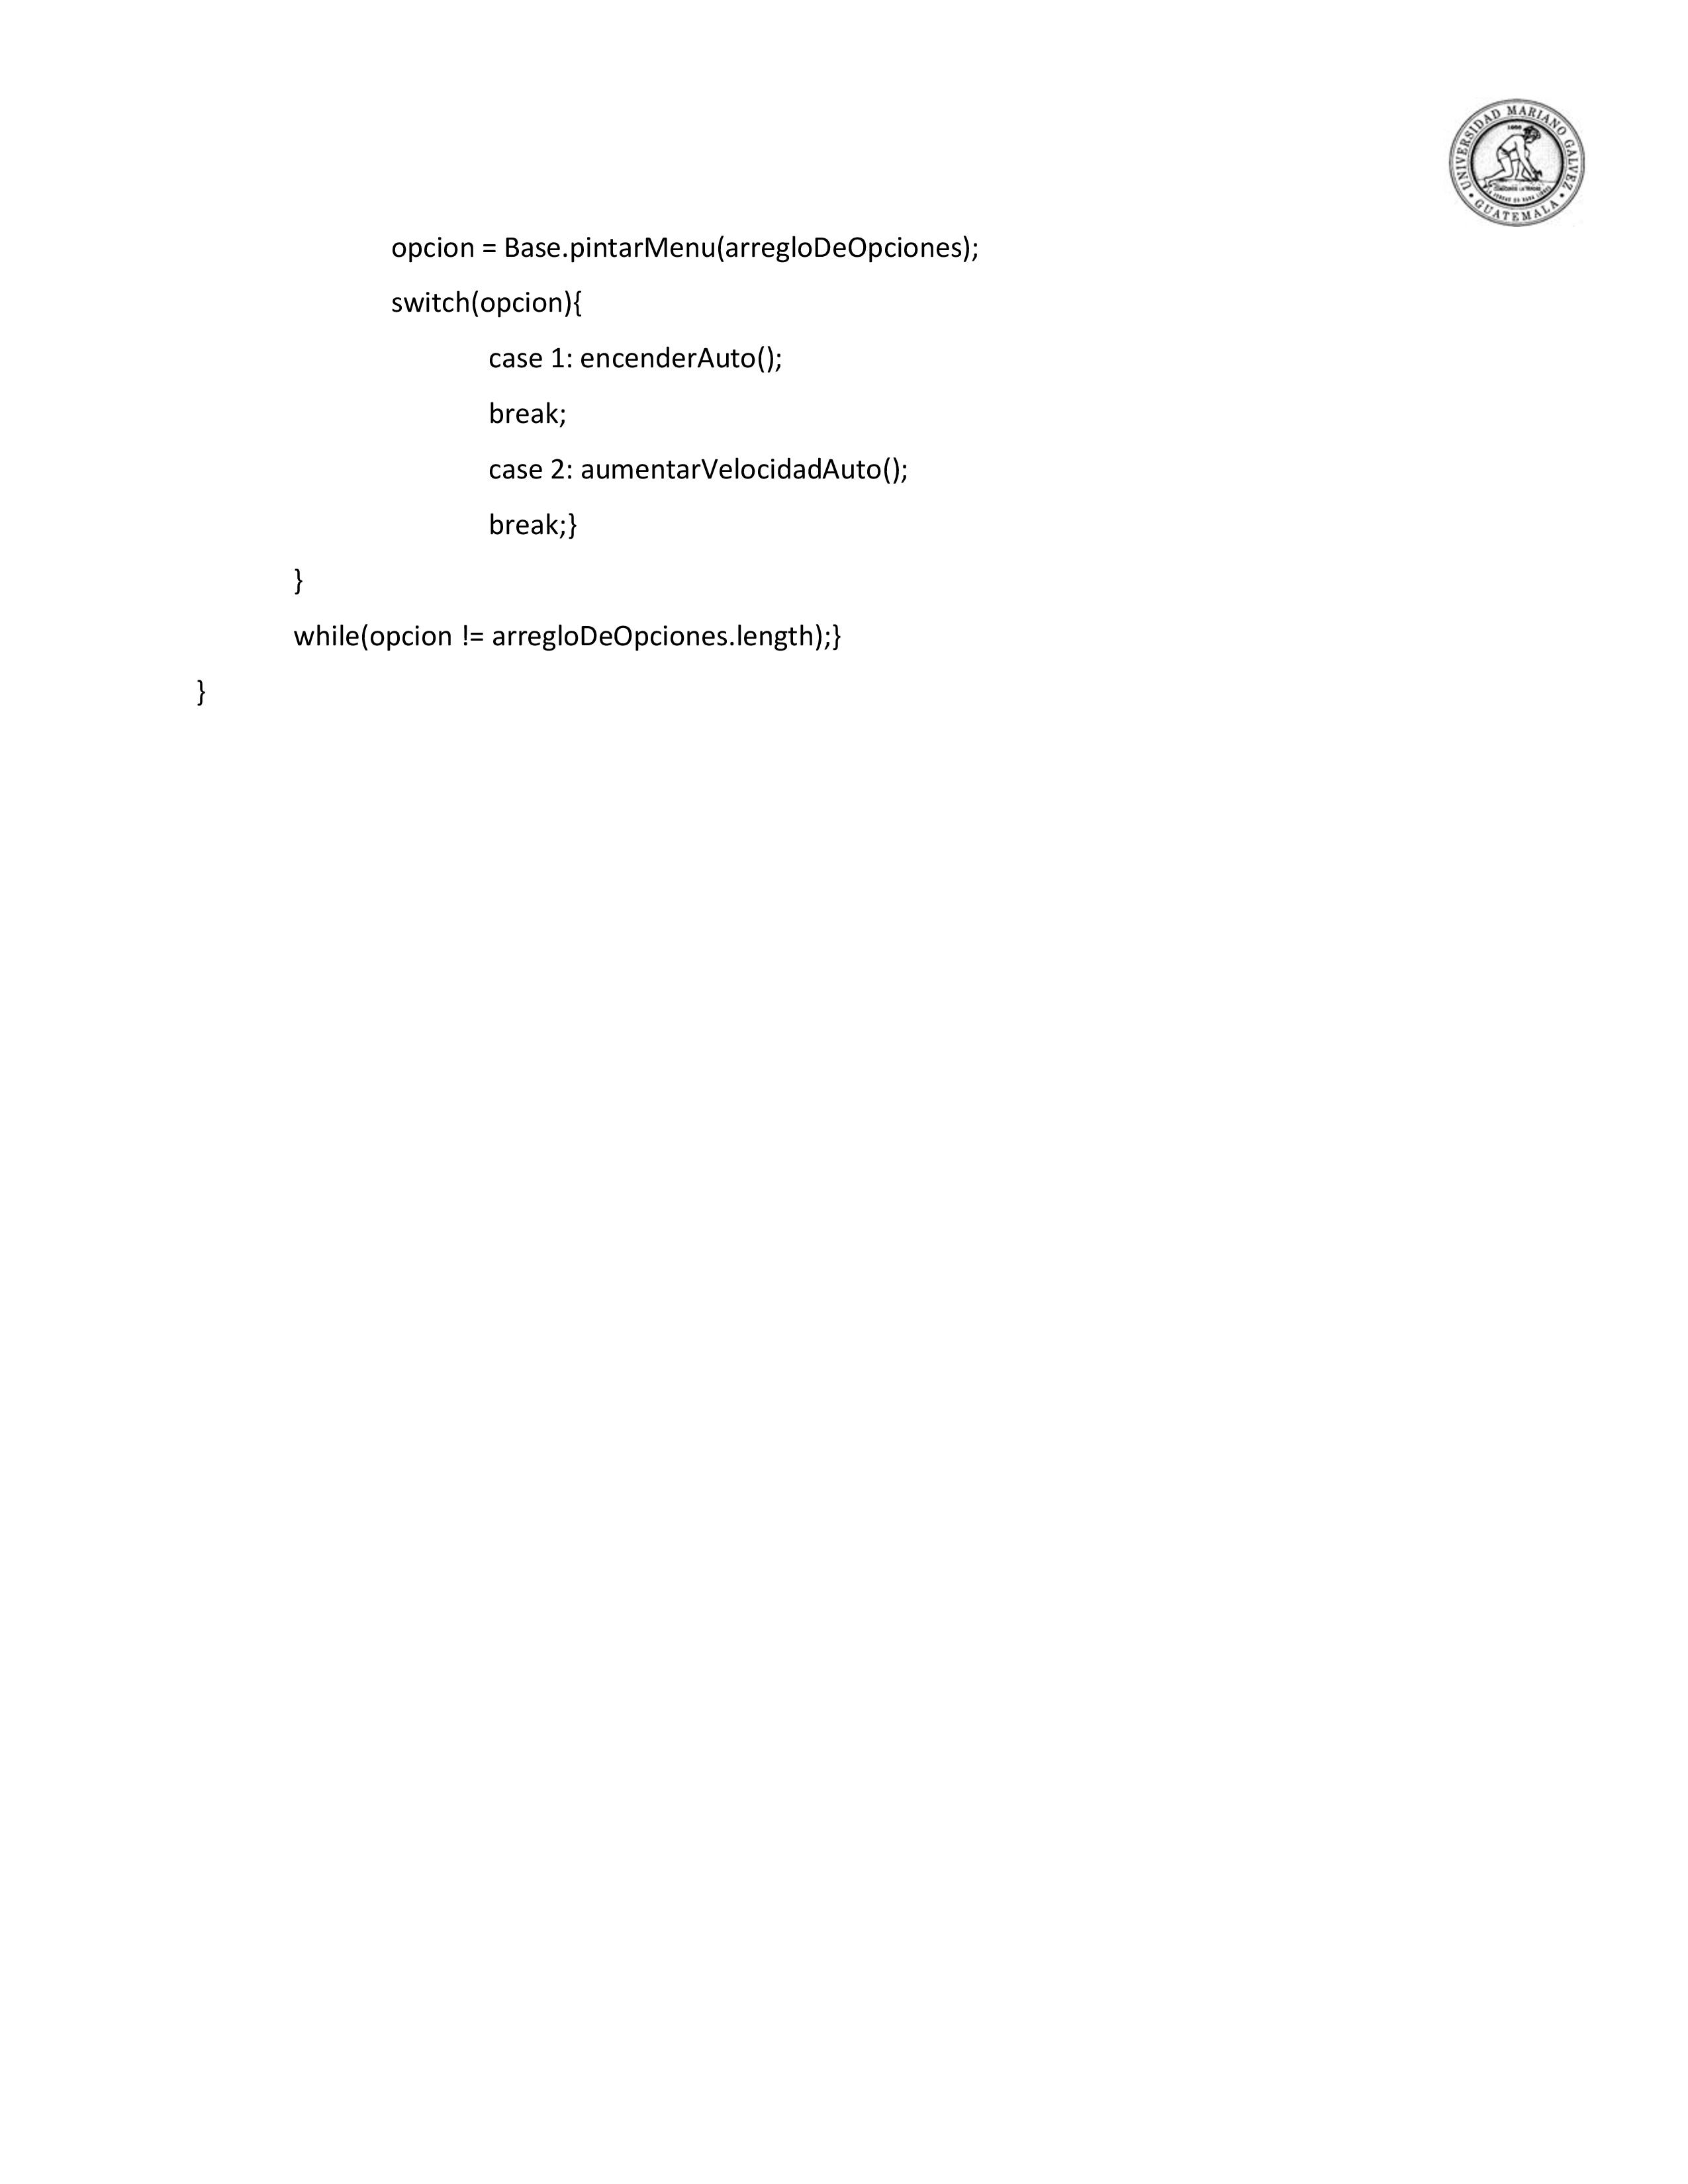 UNIVERSIDAD MARIANO GALVEZ
GUATEMALA
opcion = Base.pintarMenu(arregloDeOpciones);
switch(opcion){
case 1: encenderAuto();
break;
case 2: aumentarVelocidadAuto();
break;}
}
while(opcion != arregloDeOpciones.length);}
}